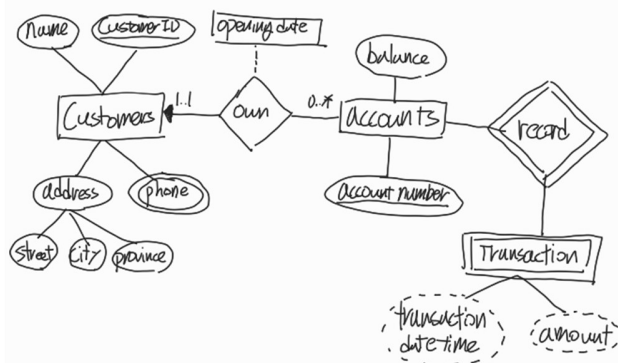 Name
CustomerID
opening date
balance
Customers
1..1
own
0..*
accounts
record
address
phone
account number
street
city
province
Transaction
transaction
date-time
amount